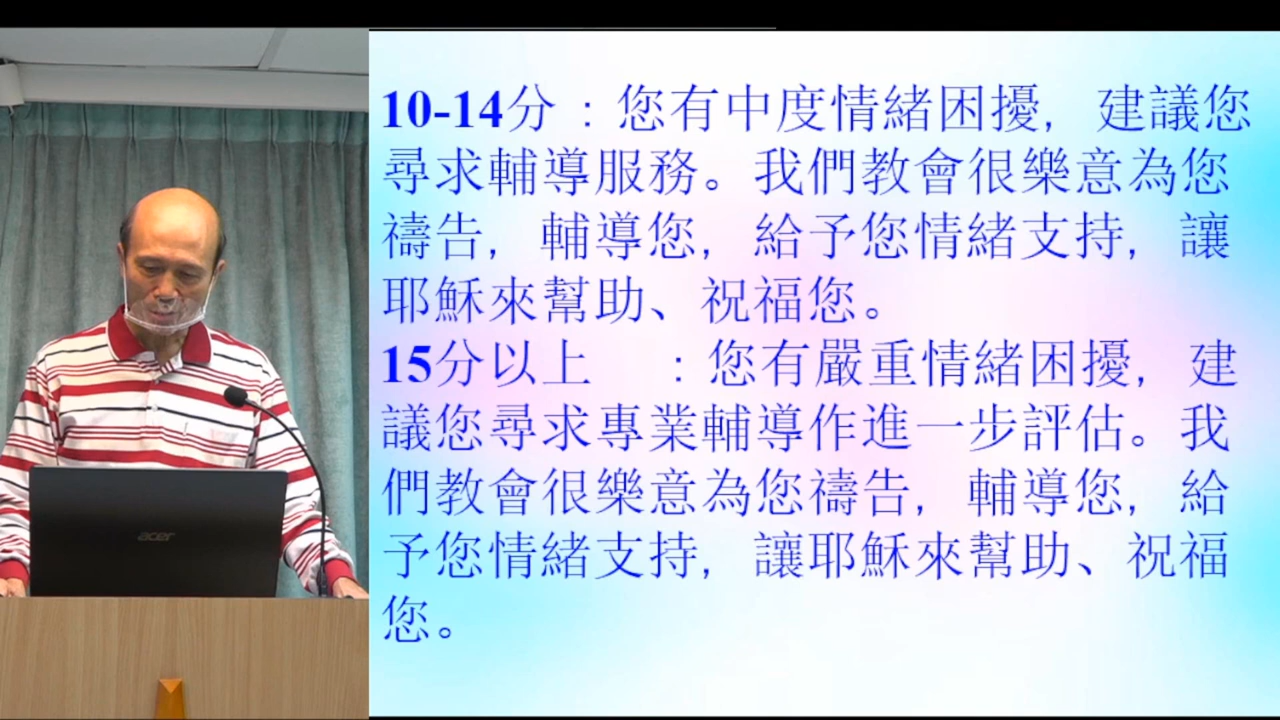 10-14分：您有中度情緒困擾，建議您
尋求輔導服務。我們教會很樂意為您
禱告，輔導您，給予您情緒支持，讓
耶穌來幫助、祝福您。
15分以上　：您有嚴重情緒困擾，建
議您尋求專業輔導作進一步評估。我
們教會很樂意為您禱告，輔導您，給
予您情緒支持，讓耶穌來幫助、祝福
您。
acer